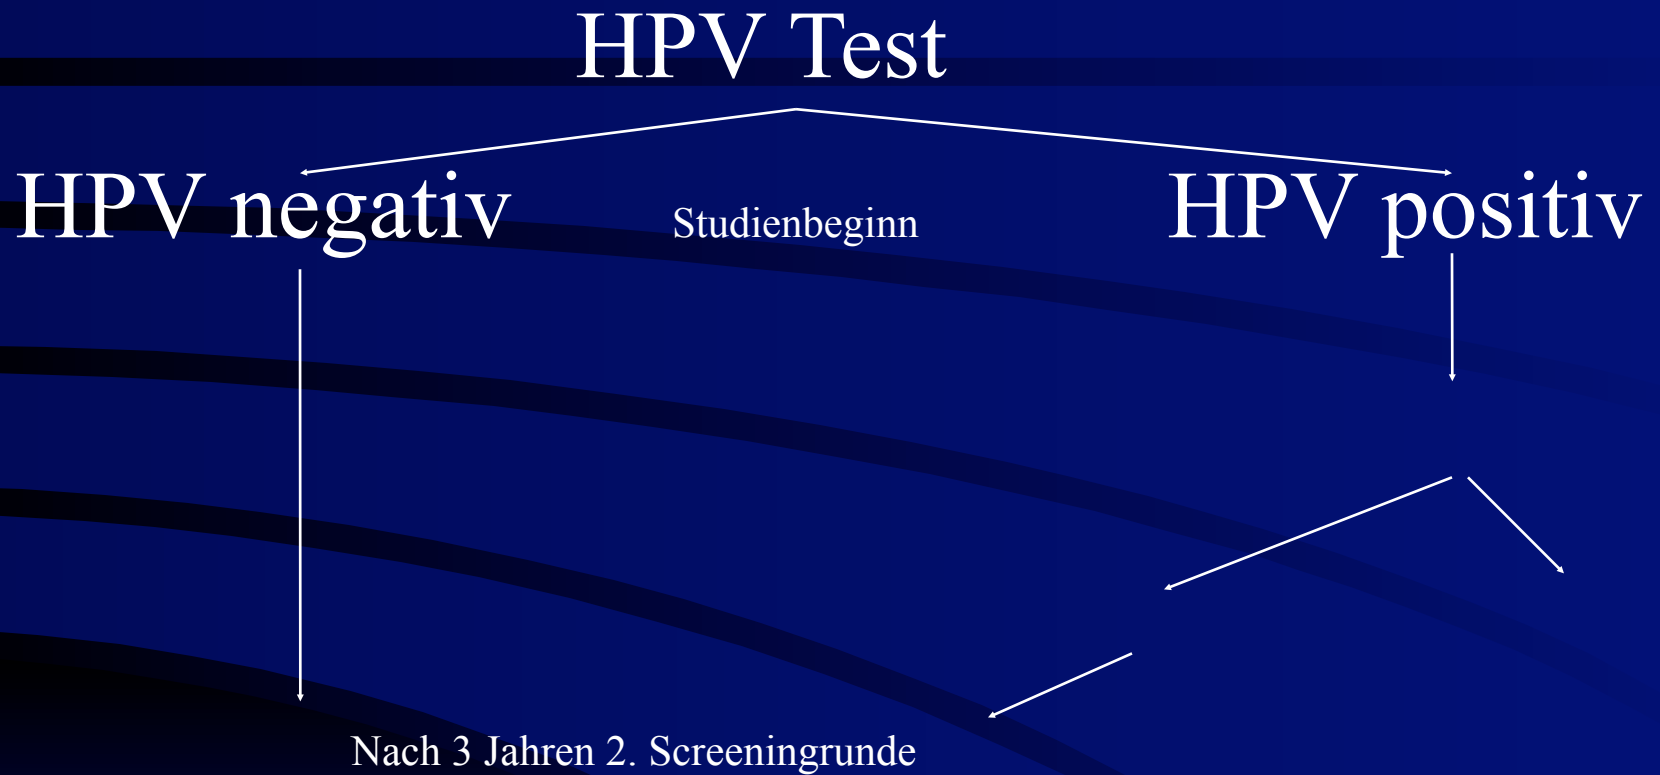 HPV Test
HPV negativ
Studienbeginn
HPV positiv
Nach 3 Jahren 2. Screeningrunde